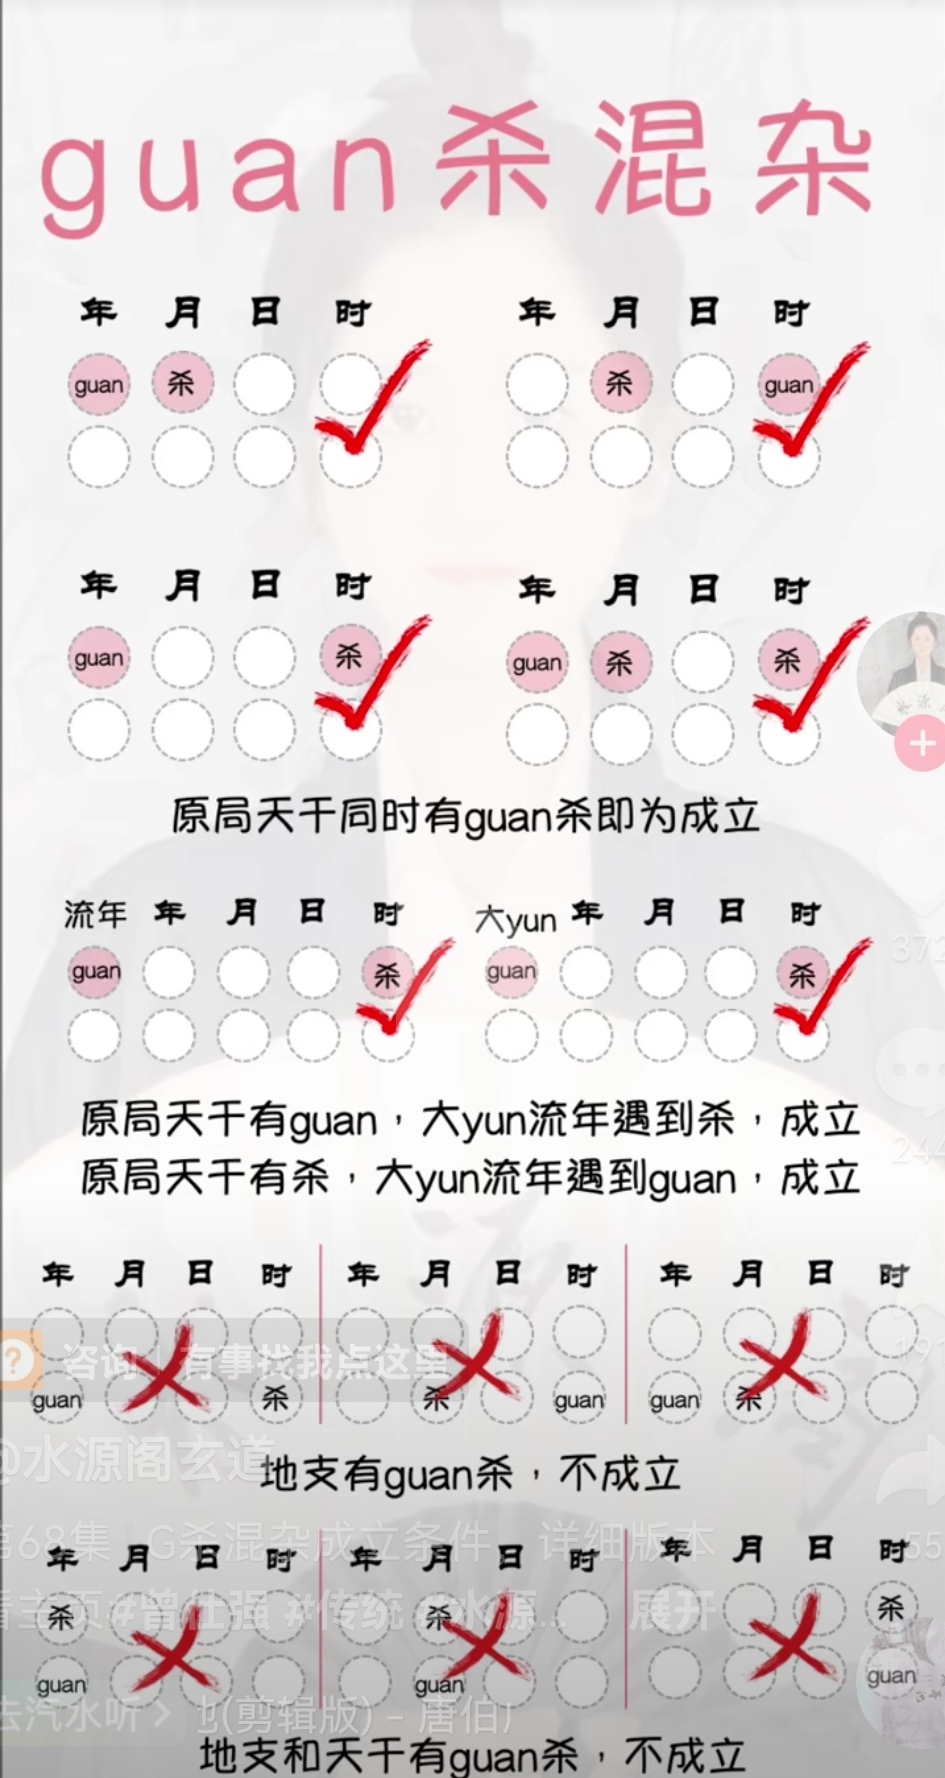 guan杀混杂
年 月 日 时 年 月 日 时
guan 杀 杀 guan
年 月 日 时 年 月 日 时
guan 杀 guan 杀 杀
原局天干同时有guan杀即为成立
流年 年 月 日 时 大yun 年 月 日 时
guan 杀 guan 杀
372
原局天干有guan，大yun流年遇到杀，成立
244
原局天干有杀，大yun流年遇到guan，成立
年 月 日 时 年 月 日 时 年 月 日 时
咨询 有事找我点这里
191
guan 杀 杀 guan guan 杀
@水源阁玄道
地支有guan杀，不成立
第68集 G杀混杂成立条件，详细版本
55
年 月 日 时 年 月 日 时 年 月 日 时
看主页#曾仕强 #传统 #水源... 展开
杀 杀 杀
guan guan guan
去汽水听 > (剪辑版) - 唐伯
地支和天干有guan杀，不成立